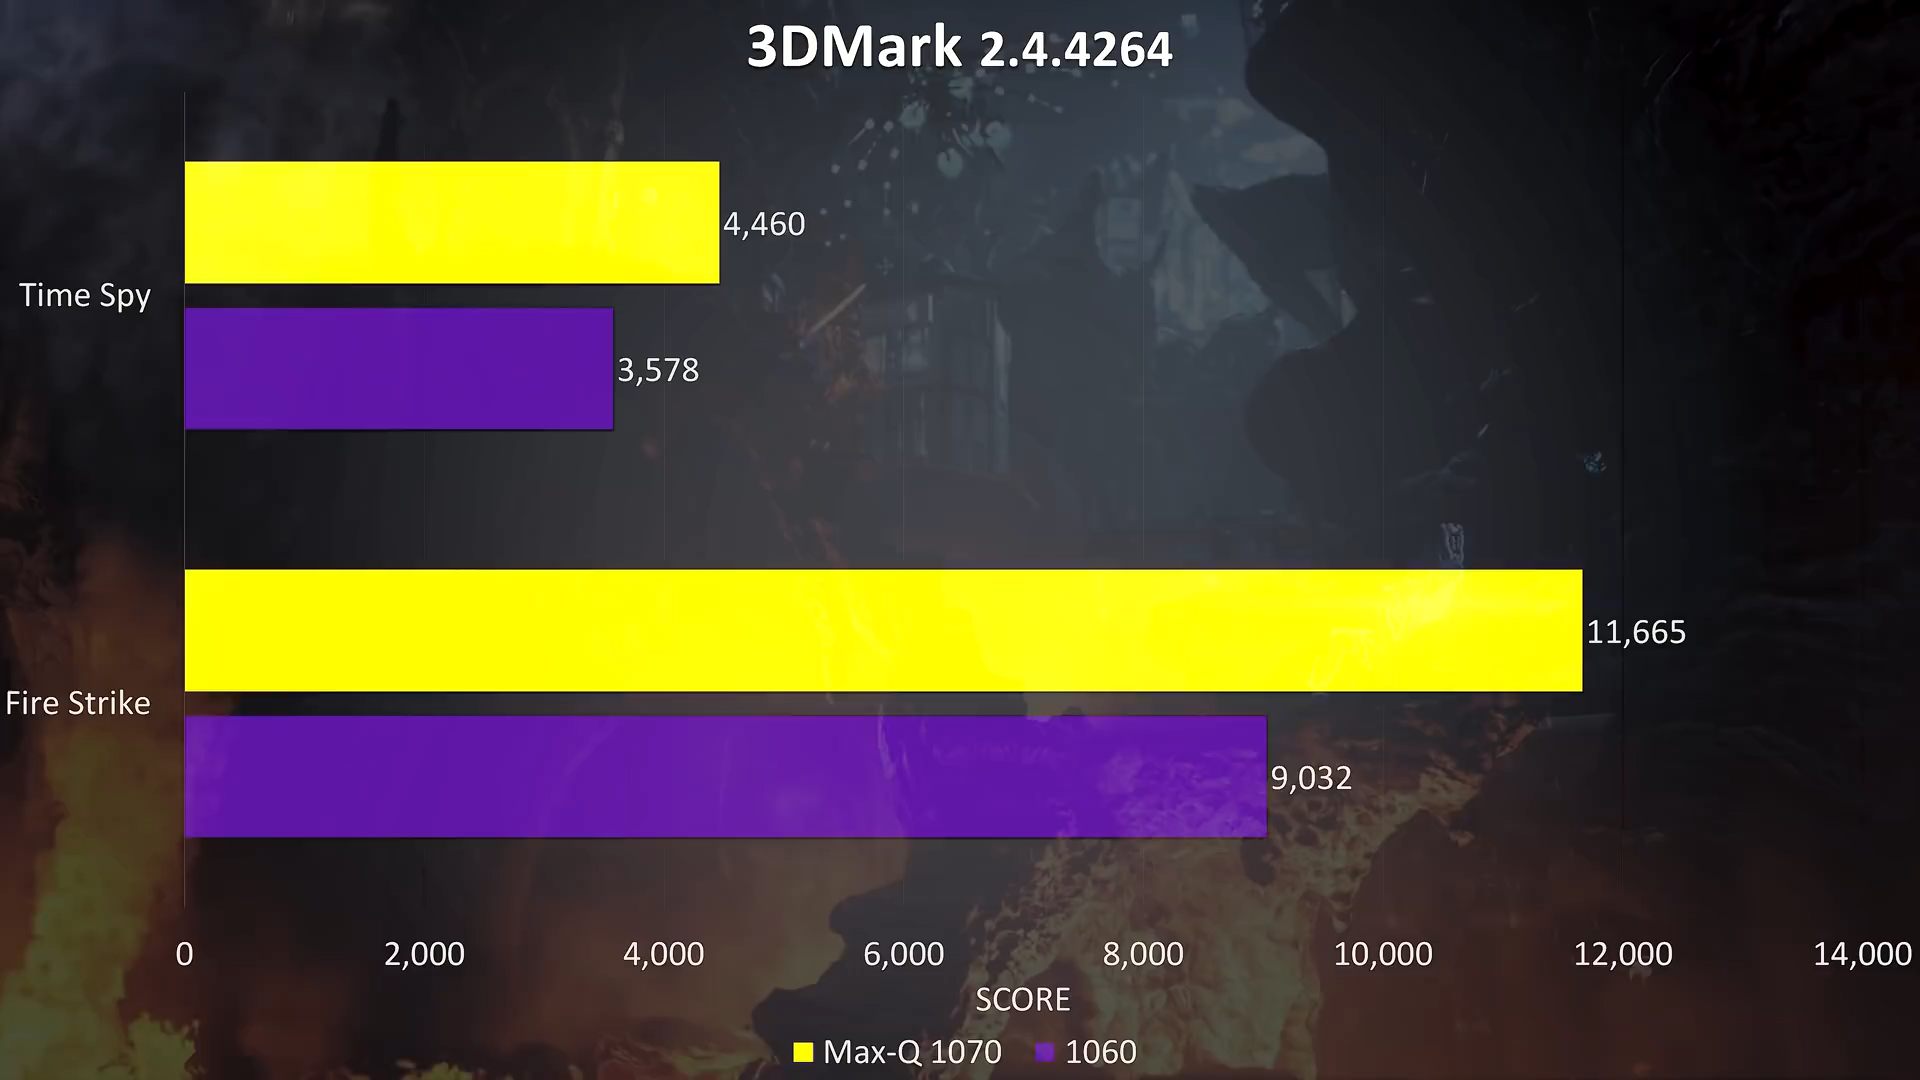 3DMark 2.4.4264
4,460
Time Spy
3,578
11,665
Fire Strike
9,032
0 2,000 4,000 6,000 8,000 10,000 12,000 14,000
SCORE
Max-Q 1070 1060